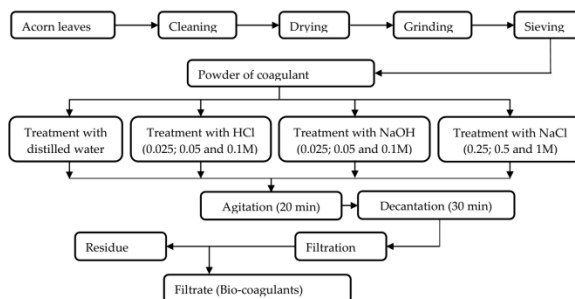 Acorn leaves
Cleaning
Drying
Grinding
Sieving
Powder of coagulant
Treatment with
distilled water
Treatment with HCl
(0.025; 0.05 and 0.1M)
Treatment with NaOH
(0.025; 0.05 and 0.1M)
Treatment with NaCl
(0.25; 0.5 and 1M)
Agitation (20 min)
Decantation (30 min)
Residue
Filtration
Filtrate (Bio-coagulants)